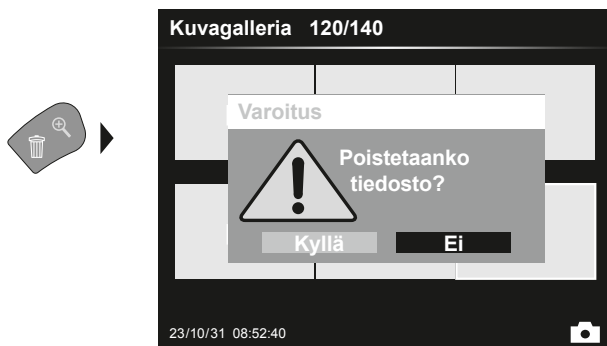 Kuvagalleria 120/140
Varoitus
Poistetaanko
tiedosto?
Kyllä Ei
23/10/31 08:52:40